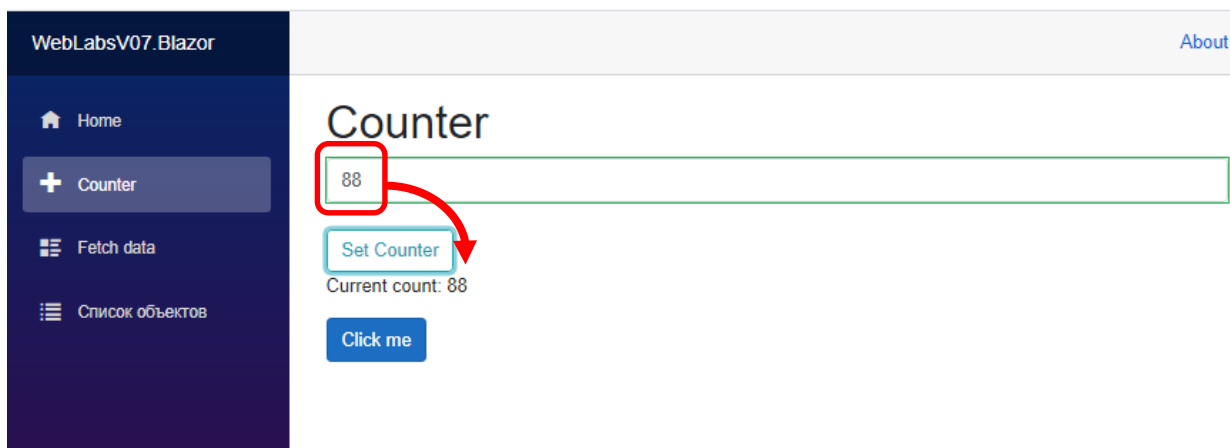 WebLabsV07.Blazor
About
Home
Counter
Fetch data
Список объектов
Counter
88
Set Counter
Current count: 88
Click me